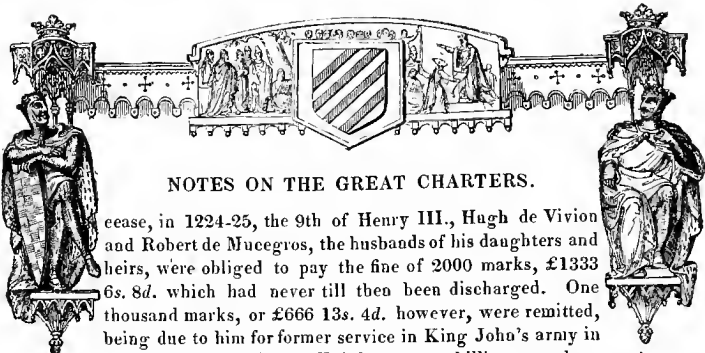 NOTES ON THE GREAT CHARTERS.
cease, in 1224-25, the 9th of Henry III., Hugh de Vivion
and Robert de Mucegros, the husbands of his daughters and
heirs, were obliged to pay the fine of 2000 marks, £1333
6s. 8d. which had never till then been discharged. One
thousand marks, or £666 13s. 4d. however, were remitted,
being due to him for former service in King John's army in